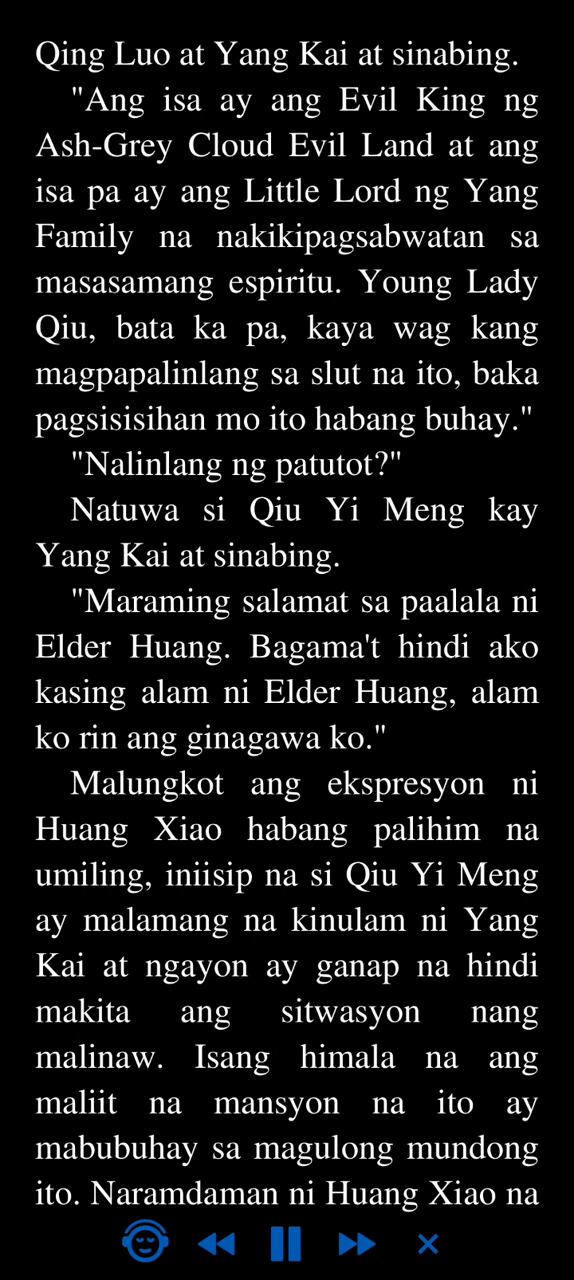 Qing Luo at Yang Kai at sinabing.
"Ang isa ay ang Evil King ng
Ash-Grey Cloud Evil Land at ang
isa pa ay ang Little Lord ng Yang
Family na nakikipagsabwatan sa
masasamang espiritu. Young Lady
Qiu, bata ka pa, kaya wag kang
magpapalinlang sa slut na ito, baka
pagsisisihan mo ito habang buhay."
"Nalinlang ng patutot?"
Natuwa si Qiu Yi Meng kay
Yang Kai at sinabing.
"Maraming salamat sa paalala ni
Elder Huang. Bagama't hindi ako
kasing alam ni Elder Huang, alam
ko rin ang ginagawa ko."
Malungkot ang ekspresyon ni
Huang Xiao habang palihim na
umiling, iniisip na si Qiu Yi Meng
ay malamang na kinulam ni Yang
Kai at ngayon ay ganap na hindi
makita ang sitwasyon nang
malinaw. Isang himala na ang
maliit na mansyon na ito ay
mabubuhay sa magulong mundong
ito. Naramdaman ni Huang Xiao na